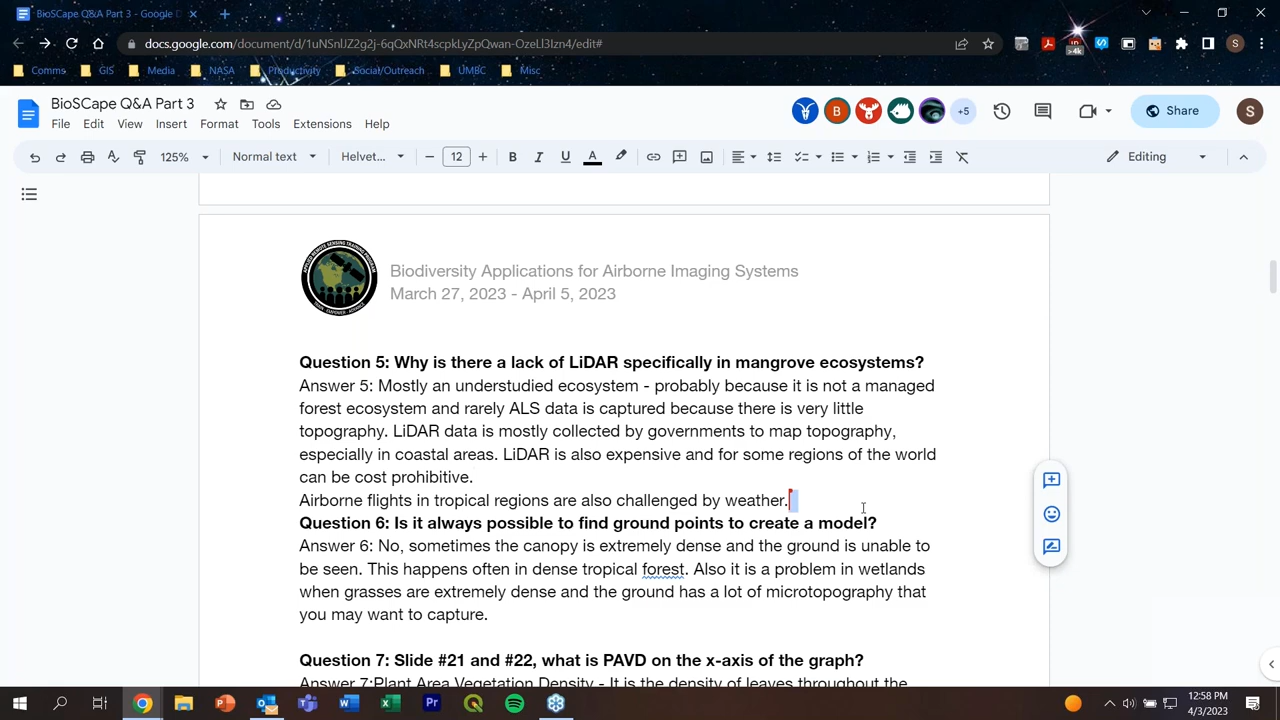 BioSCape Q&A Part 3 - Google D
docs.google.com/document/d/1uNSnlJZ2g2j-6qQxNRt4scpkLyZpQwan-OzeLl3Izn4/edit#
Comms GIS Media NASA Productivity Social/Outreach UMBC Misc
BioSCape Q&A Part 3
+5
Share
S
File Edit View Insert Format Tools Extensions Help
125% Normal text Helvet... 12 B I U A Editing
Biodiversity Applications for Airborne Imaging Systems
March 27, 2023 - April 5, 2023
Question 5: Why is there a lack of LiDAR specifically in mangrove ecosystems?
Answer 5: Mostly an understudied ecosystem - probably because it is not a managed
forest ecosystem and rarely ALS data is captured because there is very little
topography. LiDAR data is mostly collected by governments to map topography,
especially in coastal areas. LiDAR is also expensive and for some regions of the world
can be cost prohibitive.
Airborne flights in tropical regions are also challenged by weather.
Question 6: Is it always possible to find ground points to create a model?
Answer 6: No, sometimes the canopy is extremely dense and the ground is unable to
be seen. This happens often in dense tropical forest. Also it is a problem in wetlands
when grasses are extremely dense and the ground has a lot of microtopography that
you may want to capture.
Question 7: Slide #21 and #22, what is PAVD on the x-axis of the graph?
Answer 7:Plant Area Vegetation Density - It is the density of leaves throughout the
12:58 PM
4/3/2023